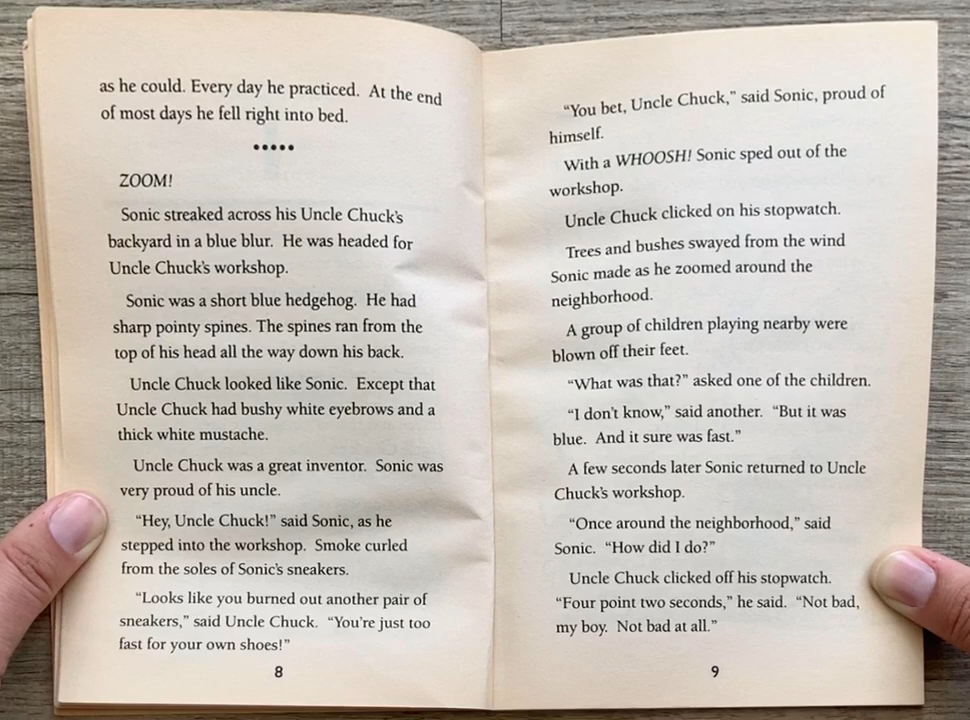 as he could. Every day he practiced. At the end
of most days he fell right into bed.
•••••
ZOOM!
Sonic streaked across his Uncle Chuck's
backyard in a blue blur. He was headed for
Uncle Chuck's workshop.
Sonic was a short blue hedgehog. He had
sharp pointy spines. The spines ran from the
top of his head all the way down his back.
Uncle Chuck looked like Sonic. Except that
Uncle Chuck had bushy white eyebrows and a
thick white mustache.
Uncle Chuck was a great inventor. Sonic was
very proud of his uncle.
“Hey, Uncle Chuck!” said Sonic, as he
stepped into the workshop. Smoke curled
from the soles of Sonic's sneakers.
“Looks like you burned out another pair of
sneakers,” said Uncle Chuck. “You're just too
fast for your own shoes!”
8
“You bet, Uncle Chuck,” said Sonic, proud of
himself.
With a WHOOSH! Sonic sped out of the
workshop.
Uncle Chuck clicked on his stopwatch.
Trees and bushes swayed from the wind
Sonic made as he zoomed around the
neighborhood.
A group of children playing nearby were
blown off their feet.
“What was that?” asked one of the children.
“I don't know,” said another. “But it was
blue. And it sure was fast.”
A few seconds later Sonic returned to Uncle
Chuck's workshop.
“Once around the neighborhood,” said
Sonic. “How did I do?”
Uncle Chuck clicked off his stopwatch.
“Four point two seconds,” he said. “Not bad,
my boy. Not bad at all.”
9